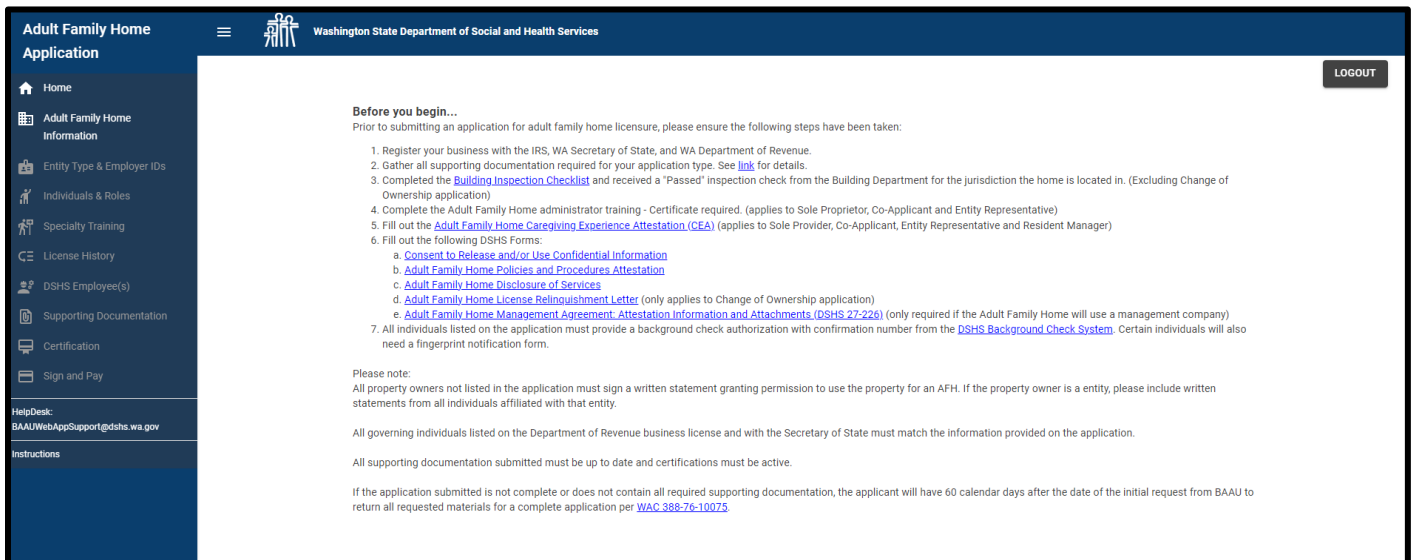 Adult Family Home
Application
Home
Adult Family Home
Information
Entity Type & Employer IDs
Individuals & Roles
Specialty Training
License History
DSHS Employee(s)
Supporting Documentation
Certification
Sign and Pay
HelpDesk:
BAAUWebAppSupport@dshs.wa.gov
Instructions
Washington State Department of Social and Health Services
LOGOUT
Before you begin...
Prior to submitting an application for adult family home licensure, please ensure the following steps have been taken:
1. Register your business with the IRS, WA Secretary of State, and WA Department of Revenue.
2. Gather all supporting documentation required for your application type. See link for details.
3. Completed the Building Inspection Checklist and received a "Passed" inspection check from the Building Department for the jurisdiction the home is located in. (Excluding Change of
Ownership application)
4. Complete the Adult Family Home administrator training - Certificate required. (applies to Sole Proprietor, Co-Applicant and Entity Representative)
5. Fill out the Adult Family Home Caregiving Experience Attestation (CEA) (applies to Sole Provider, Co-Applicant, Entity Representative and Resident Manager)
6. Fill out the following DSHS Forms:
a. Consent to Release and/or Use Confidential Information
b. Adult Family Home Policies and Procedures Attestation
c. Adult Family Home Disclosure of Services
d. Adult Family Home License Relinquishment Letter (only applies to Change of Ownership application)
e. Adult Family Home Management Agreement: Attestation Information and Attachments (DSHS 27-226) (only required if the Adult Family Home will use a management company)
7. All individuals listed on the application must provide a background check authorization with confirmation number from the DSHS Background Check System. Certain individuals will also
need a fingerprint notification form.
Please note:
All property owners not listed in the application must sign a written statement granting permission to use the property for an AFH. If the property owner is a entity, please include written
statements from all individuals affiliated with that entity.
All governing individuals listed on the Department of Revenue business license and with the Secretary of State must match the information provided on the application.
All supporting documentation submitted must be up to date and certifications must be active.
If the application submitted is not complete or does not contain all required supporting documentation, the applicant will have 60 calendar days after the date of the initial request from BAAU to
return all requested materials for a complete application per WAC 388-76-10075.